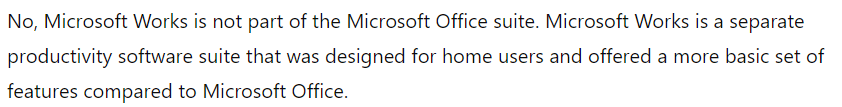 No, Microsoft Works is not part of the Microsoft Office suite. Microsoft Works is a separate
productivity software suite that was designed for home users and offered a more basic set of
features compared to Microsoft Office.